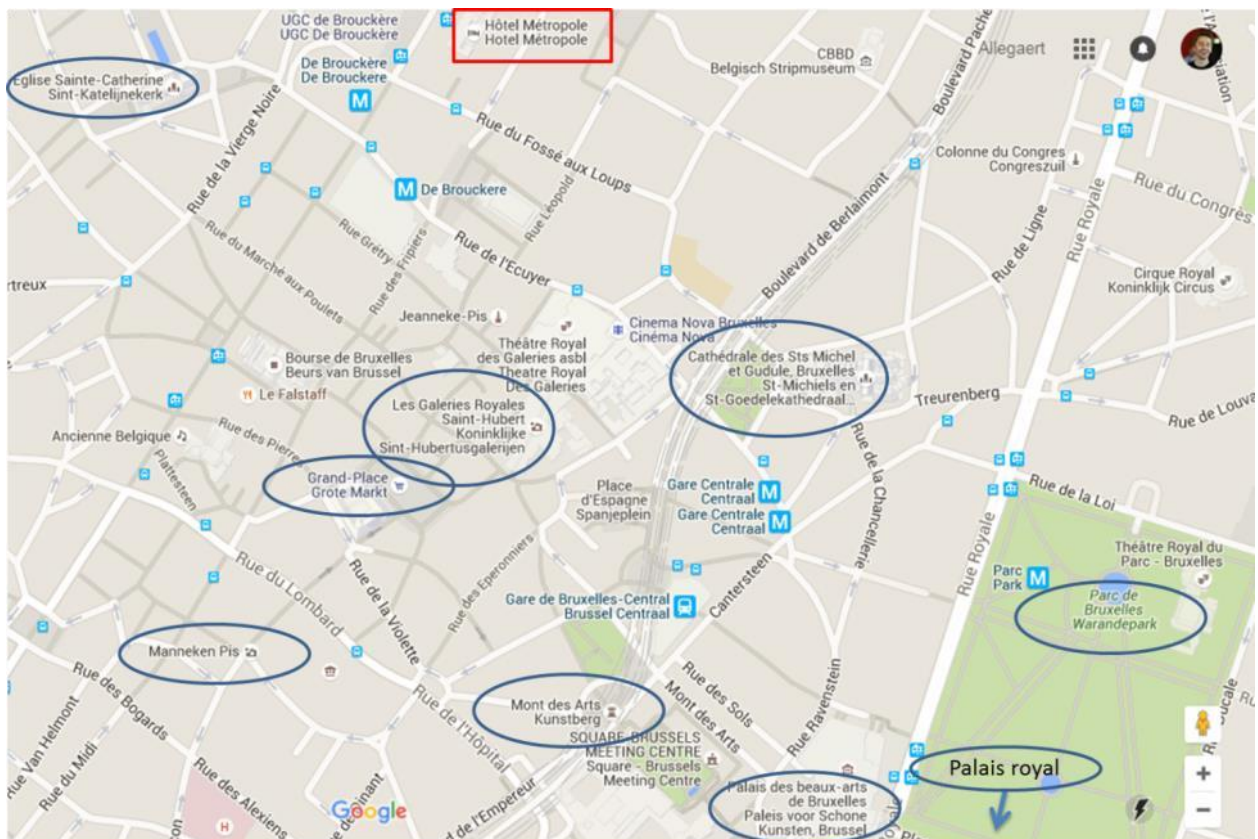 UGC de Brouckère
UGC De Brouckère
Hôtel Métropole
Hotel Métropole
De Brouckère
De Brouckere
Eglise Sainte-Catherine
Sint-Katelijnekerk
CBBD
Belgisch Stripmuseum
Allegaert
Boulevard Pache
Rue de la Vierge Noire
De Brouckere
Rue du Fossé aux Loups
Rue Léopold
Colonne du Congres
Congreszuil
Rue du Congrès
Rue Royale
Rue de Ligne
Boulevard de Berlaimont
Rue Grétry
Rue des Fripiers
Rue de l'Ecuyer
Rue du Marché aux Poulets
rtreux
Cirque Royal
Koninklijk Circus
Jeanneke-Pis
Cinema Nova Bruxelles
Cinéma Nova
Théâtre Royal
des Galeries asbl
Theatre Royal
Des Galeries
Bourse de Bruxelles
Beurs van Brussel
Le Falstaff
Cathédrale des Sts Michel
et Gudule, Bruxelles
St-Michiels en
St-Goedelekathedraal...
Treurenberg
Rue de Louva
Les Galeries Royales
Saint-Hubert
Koninklijke
Sint-Hubertusgalerijen
Ancienne Belgique
Rue des Pierres
Plattesteen
Grand-Place
Grote Markt
Place
d'Espagne
Spanjeplein
Gare Centrale
Centraal
Gare Centrale
Centraal
Rue de la Chancellerie
Rue de la Loi
Rue Royale
Théâtre Royal du
Parc - Bruxelles
Parc
Park
Parc de
Bruxelles
Warandepark
Rue du Lombard
Rue de la Violette
Rue des Eperonniers
Gare de Bruxelles-Central
Brussel Centraal
Cantersteen
Manneken Pis
Rue des Bogards
Rue Van Helmont
Rue du Midi
Rue des Alexiens
Rue de l'Hôpital
Mont des Arts
Kunstberg
Mont des Arts
Rue des Sols
Rue Ravenstein
SQUARE-BRUSSELS
MEETING CENTRE
Square - Brussels
Meeting Centre
Palais royal
Palais des beaux-arts
de Bruxelles
Paleis voor Schone
Kunsten, Brussel
Google
d de l'Empereur
H